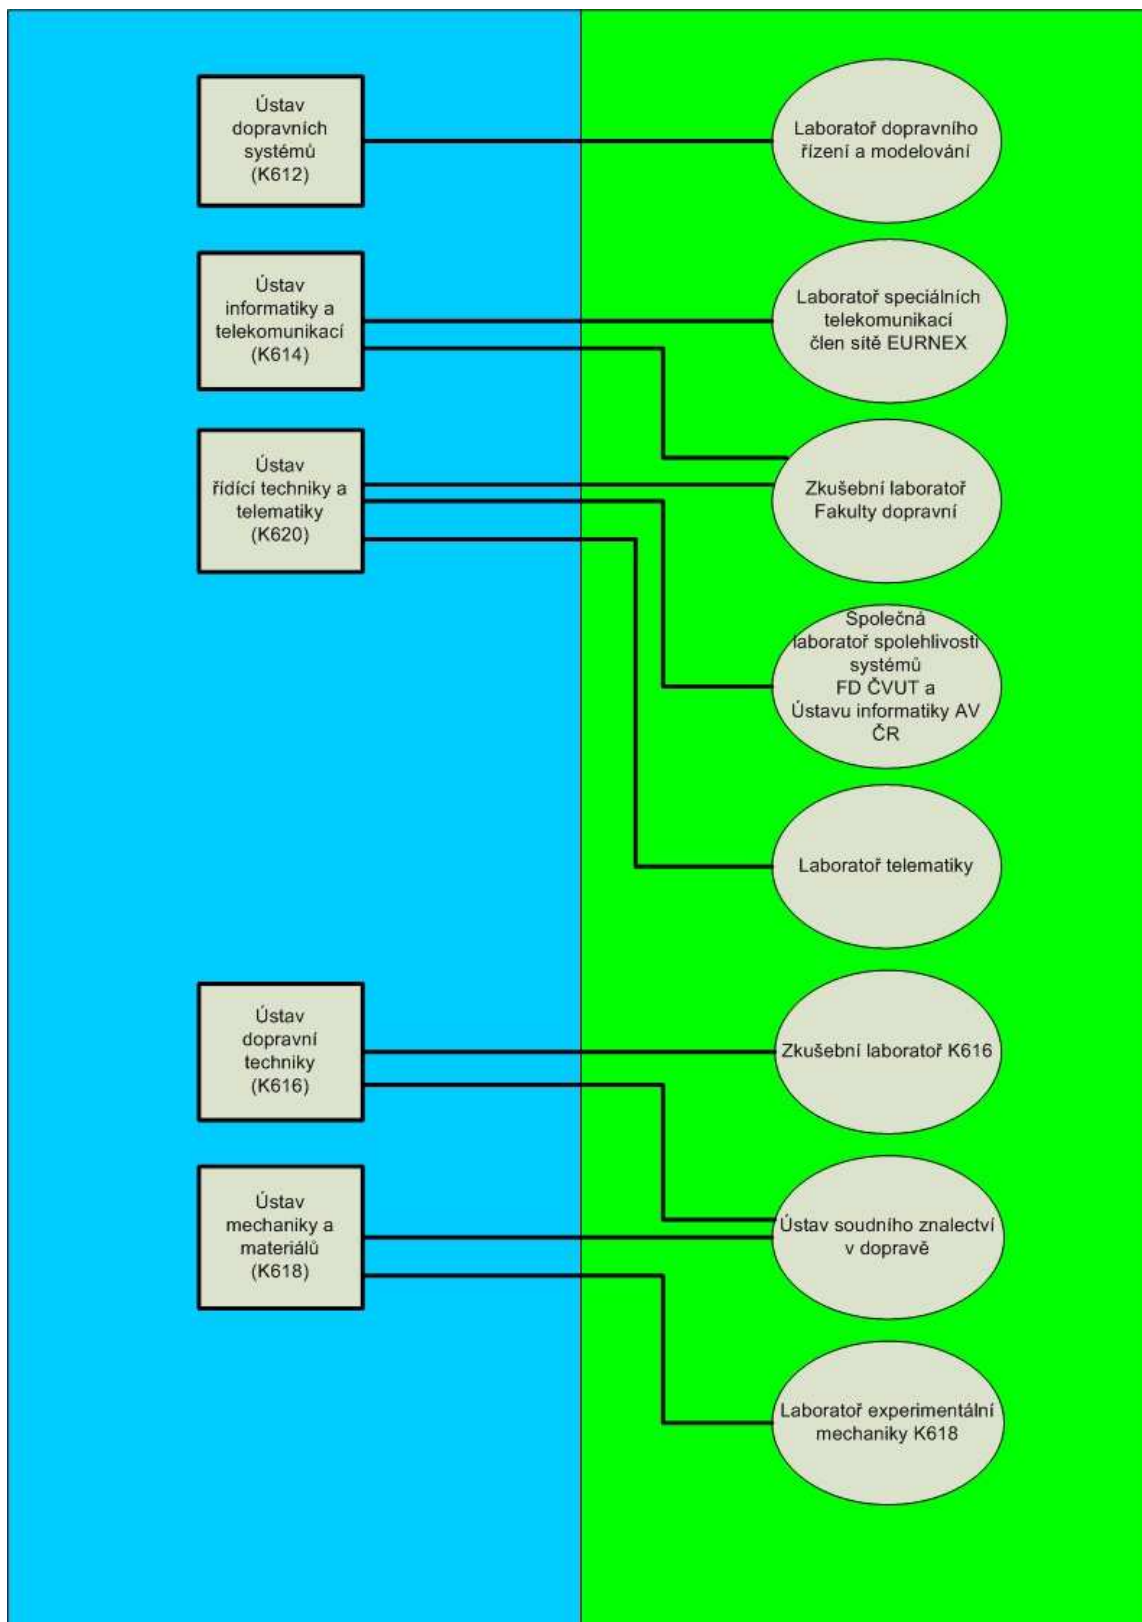 Ústav
dopravních
systémů
(K612)
Laboratoř dopravního
řízení a modelování
Ústav
informatiky a
telekomunikací
(K614)
Laboratoř speciálních
telekomunikací
člen sítě EURNEX
Ústav
řídící techniky a
telematiky
(K620)
Zkušební laboratoř
Fakulty dopravní
Společná
laboratoř spolehlivosti
systémů
FD ČVUT a
Ústavu informatiky AV
ČR
Laboratoř telematiky
Ústav
dopravní
techniky
(K616)
Zkušební laboratoř K616
Ústav
mechaniky a
materiálů
(K618)
Ústav soudního znalectví
v dopravě
Laboratoř experimentální
mechaniky K618